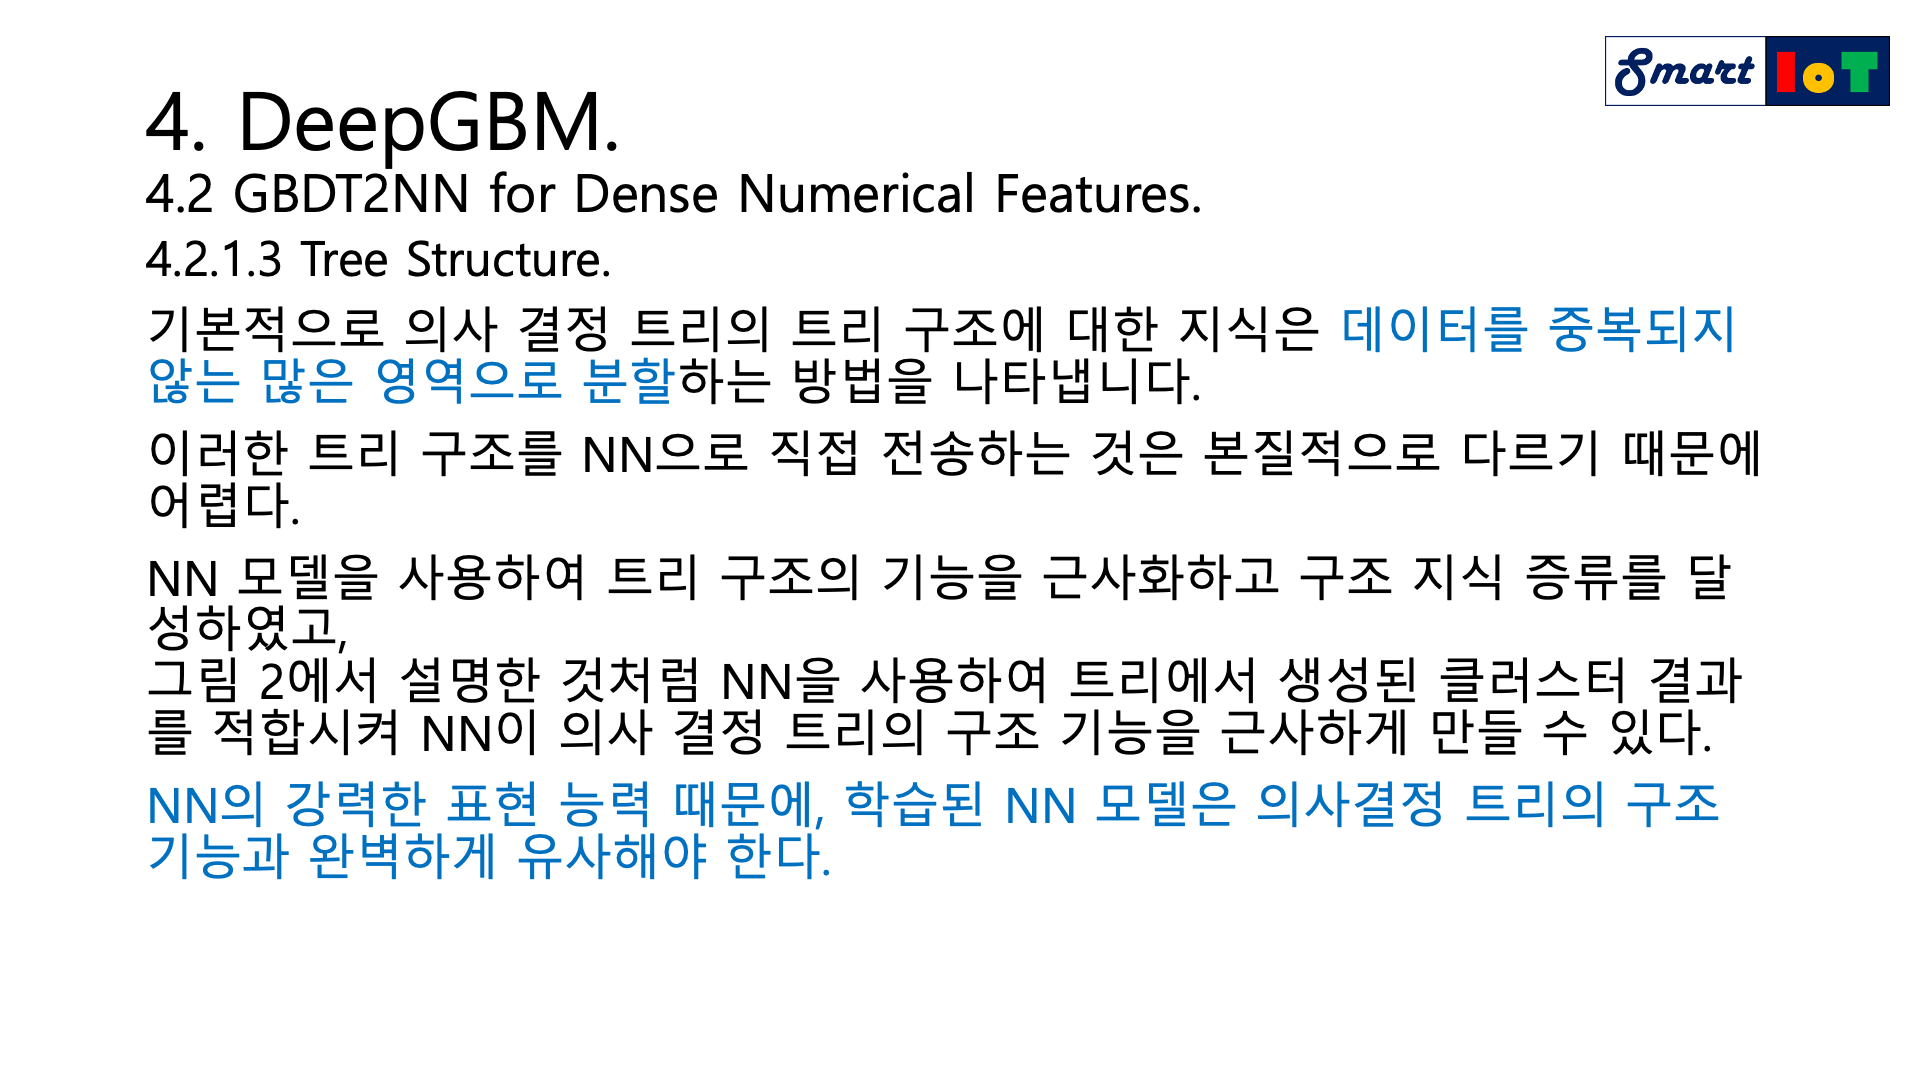 Smart IoT
4. DeepGBM.
4.2 GBDT2NN for Dense Numerical Features.
4.2.1.3 Tree Structure.
기본적으로 의사 결정 트리의 트리 구조에 대한 지식은 데이터를 중복되지
않는 많은 영역으로 분할하는 방법을 나타냅니다.
이러한 트리 구조를 NN으로 직접 전송하는 것은 본질적으로 다르기 때문에
어렵다.
NN 모델을 사용하여 트리 구조의 기능을 근사화하고 구조 지식 증류를 달
성하였고,
그림 2에서 설명한 것처럼 NN을 사용하여 트리에서 생성된 클러스터 결과
를 적합시켜 NN이 의사 결정 트리의 구조 기능을 근사하게 만들 수 있다.
NN의 강력한 표현 능력 때문에, 학습된 NN 모델은 의사결정 트리의 구조
기능과 완벽하게 유사해야 한다.